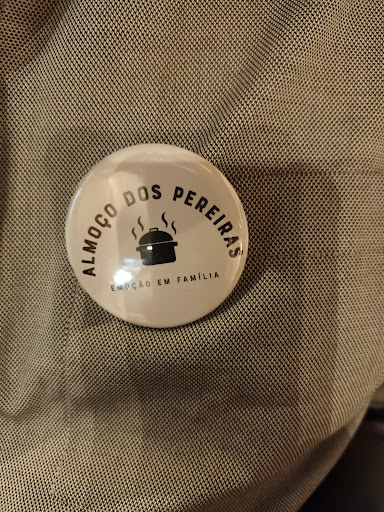 ALMOÇO DOS PEREIRAS
EMOÇÃO EM FAMÍLIA